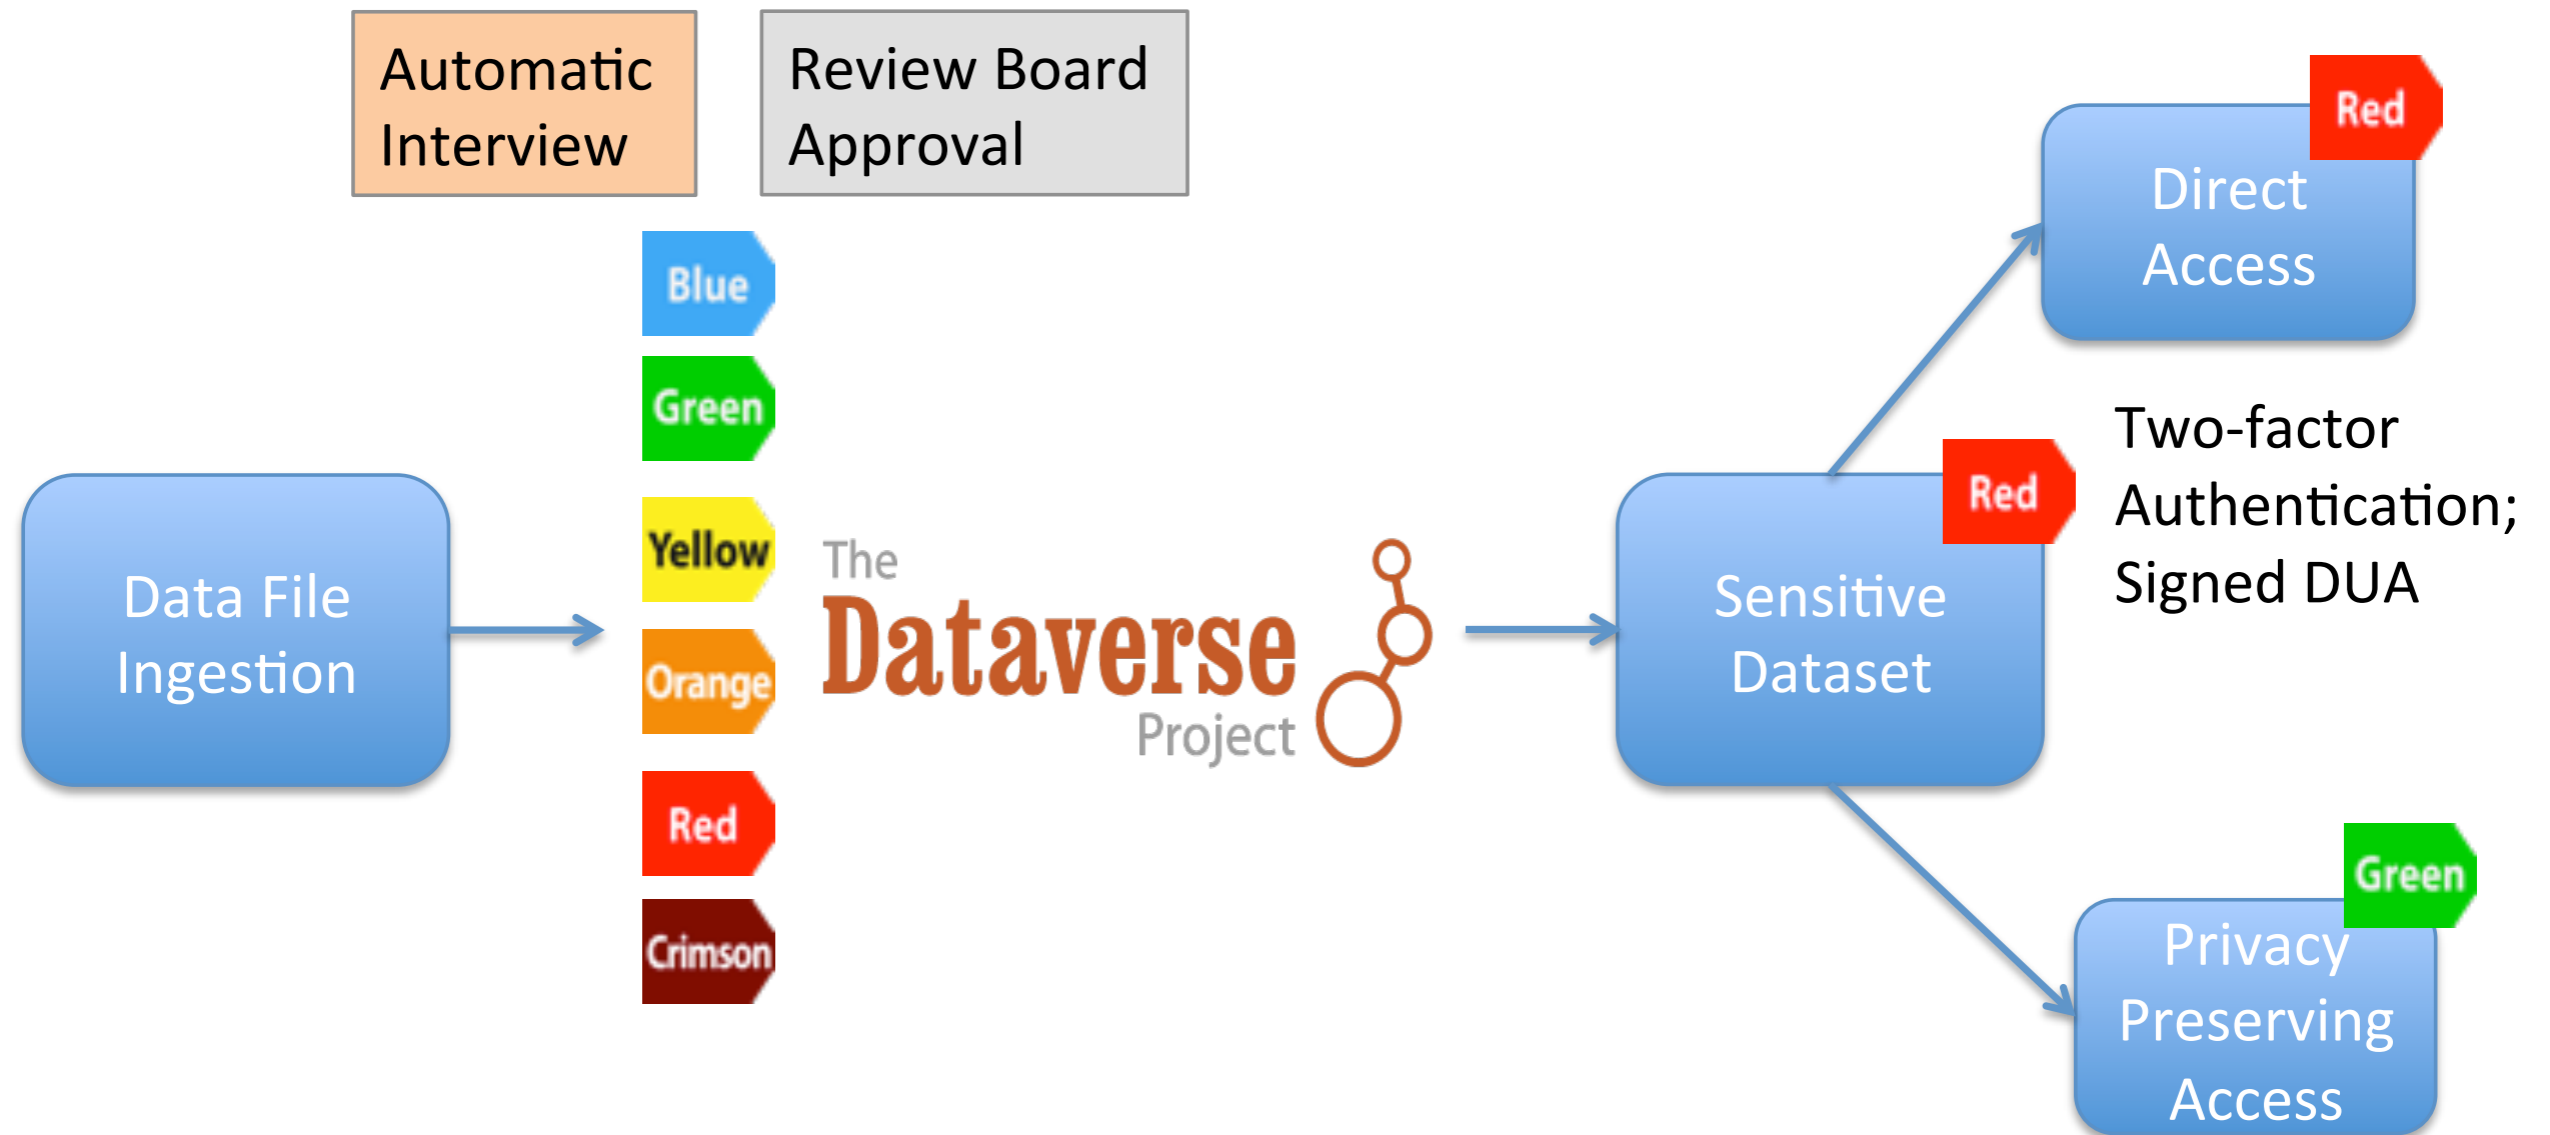 Automatic
Interview
Review Board
Approval
Blue
Green
Yellow
Orange
Red
Crimson
Data File
Ingestion
The
Dataverse
Project
Sensitive
Dataset
Red
Direct
Access
Red
Two-factor
Authentication;
Signed DUA
Green
Privacy
Preserving
Access